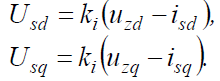 U_{sd} = k_i(u_{zd} - i_{sd}),
U_{sq} = k_i(u_{zq} - i_{sq}).